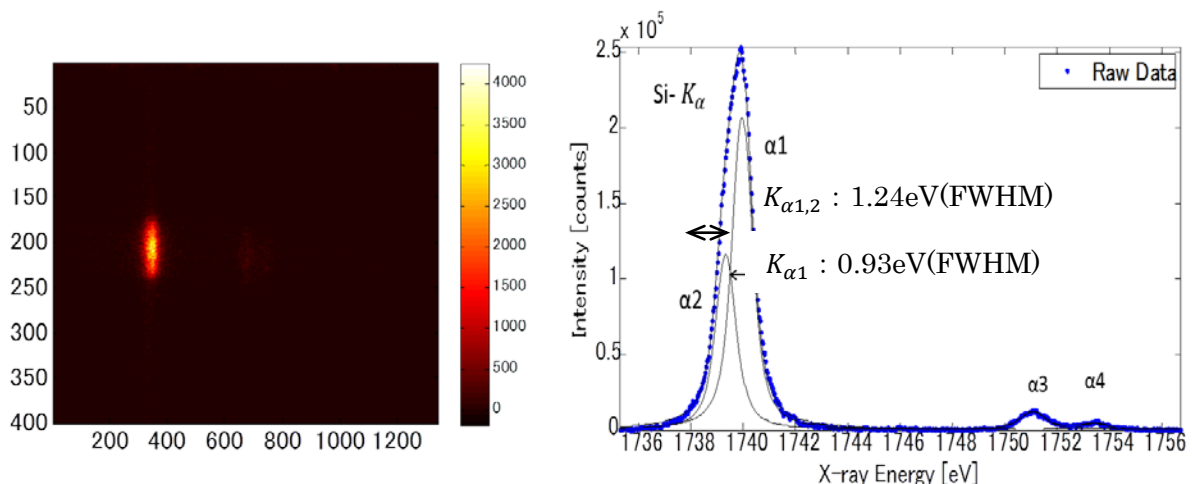 50
100
150
200
250
300
350
400
200 400 600 800 1000 1200
4000
3500
3000
2500
2000
1500
1000
500
0
x 10^5
2.5
2
1.5
1
0.5
0
Intensity [counts]
Si- Kα
Raw Data
α1
Kα1,2 : 1.24eV(FWHM)
Kα1 : 0.93eV(FWHM)
α2
α3 α4
1736 1738 1740 1742 1744 1746 1748 1750 1752 1754 1756
X-ray Energy [eV]